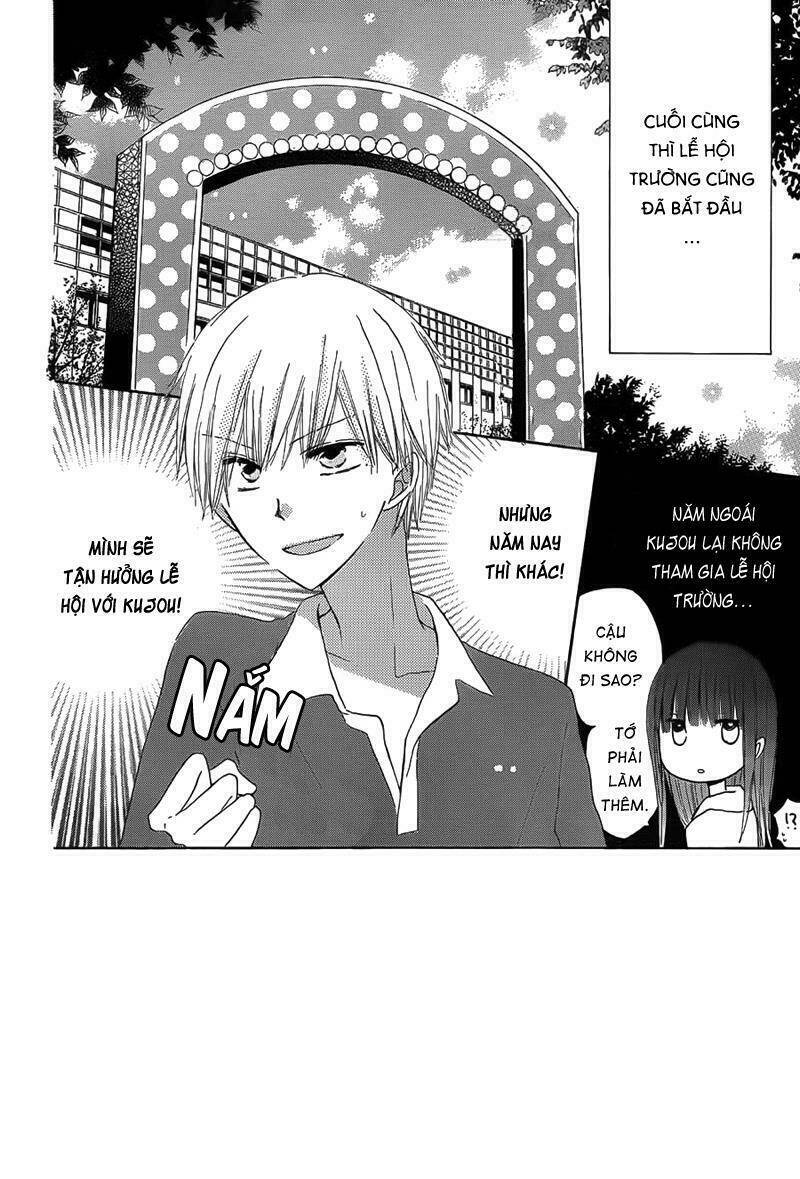 CUỐI CÙNG
THÌ LỄ HỘI
TRƯỜNG CŨNG
ĐÃ BẮT ĐẦU
...
NĂM NGOÁI
KUJOU LẠI KHÔNG
THAM GIA LỄ HỘI
TRƯỜNG...
CẬU
KHÔNG
ĐI SAO?
TỚ
PHẢI
LÀM
THÊM.
!?
NHƯNG
NĂM NAY
THÌ KHÁC!
MÌNH SẼ
TẬN HƯỞNG LỄ
HỘI VỚI KUJOU!
NẮM